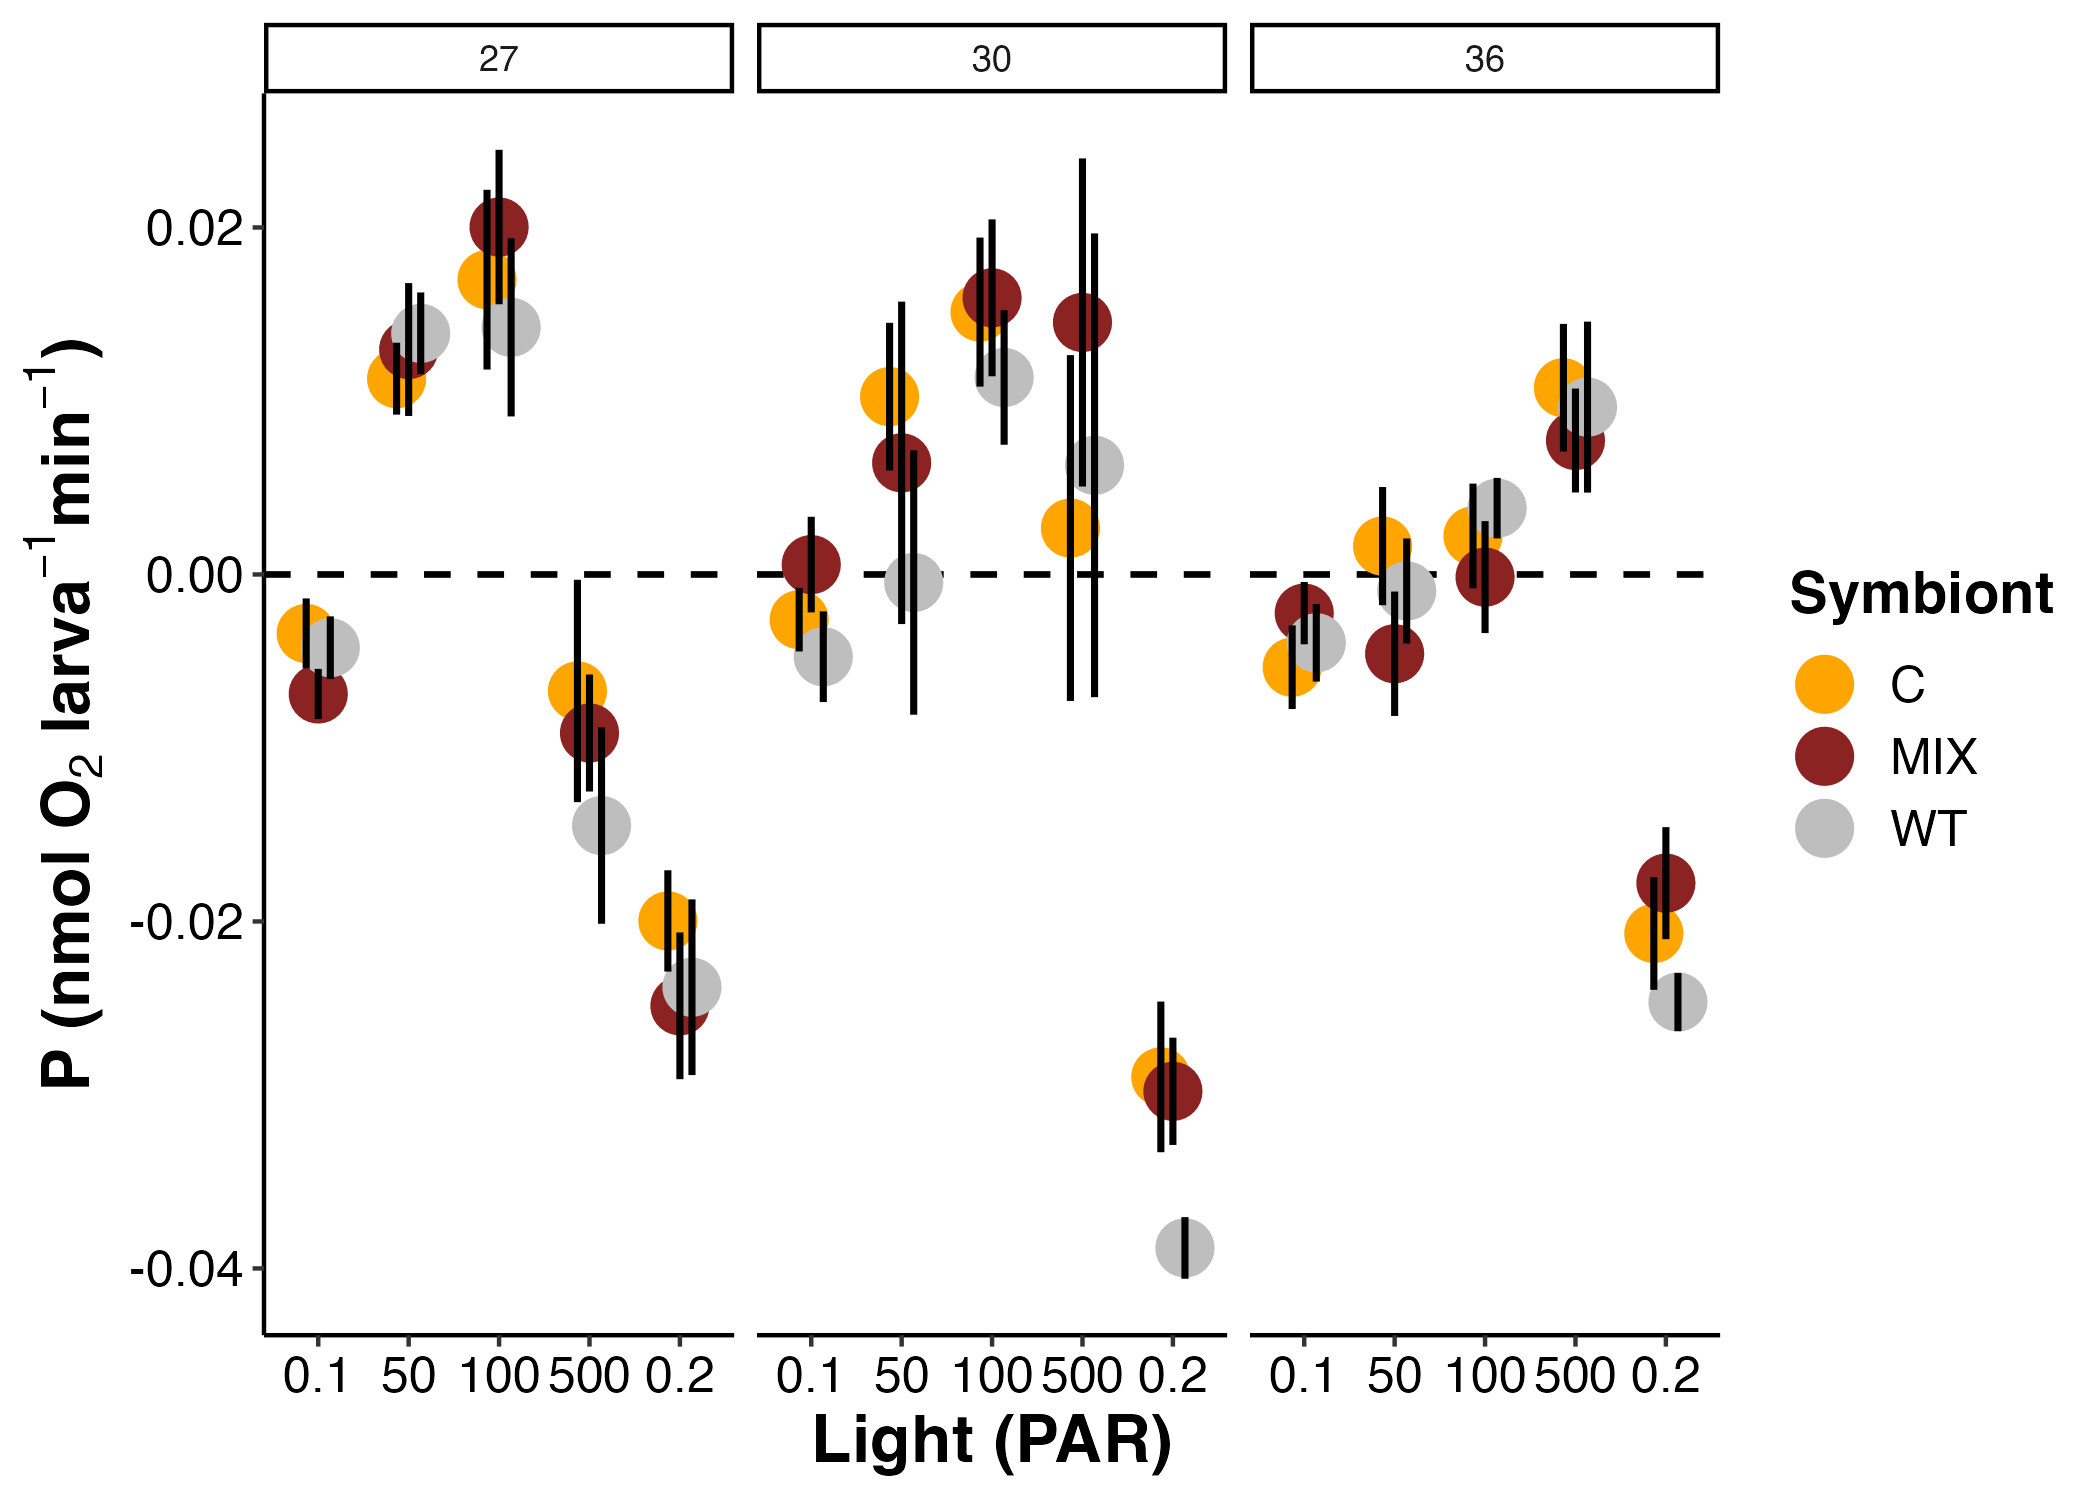 27 30 36
P (nmol O₂ larva⁻¹min⁻¹)
0.02
0.00
-0.02
-0.04
0.1 50 100 500 0.2 0.1 50 100 500 0.2 0.1 50 100 500 0.2
Light (PAR)
Symbiont
C
MIX
WT